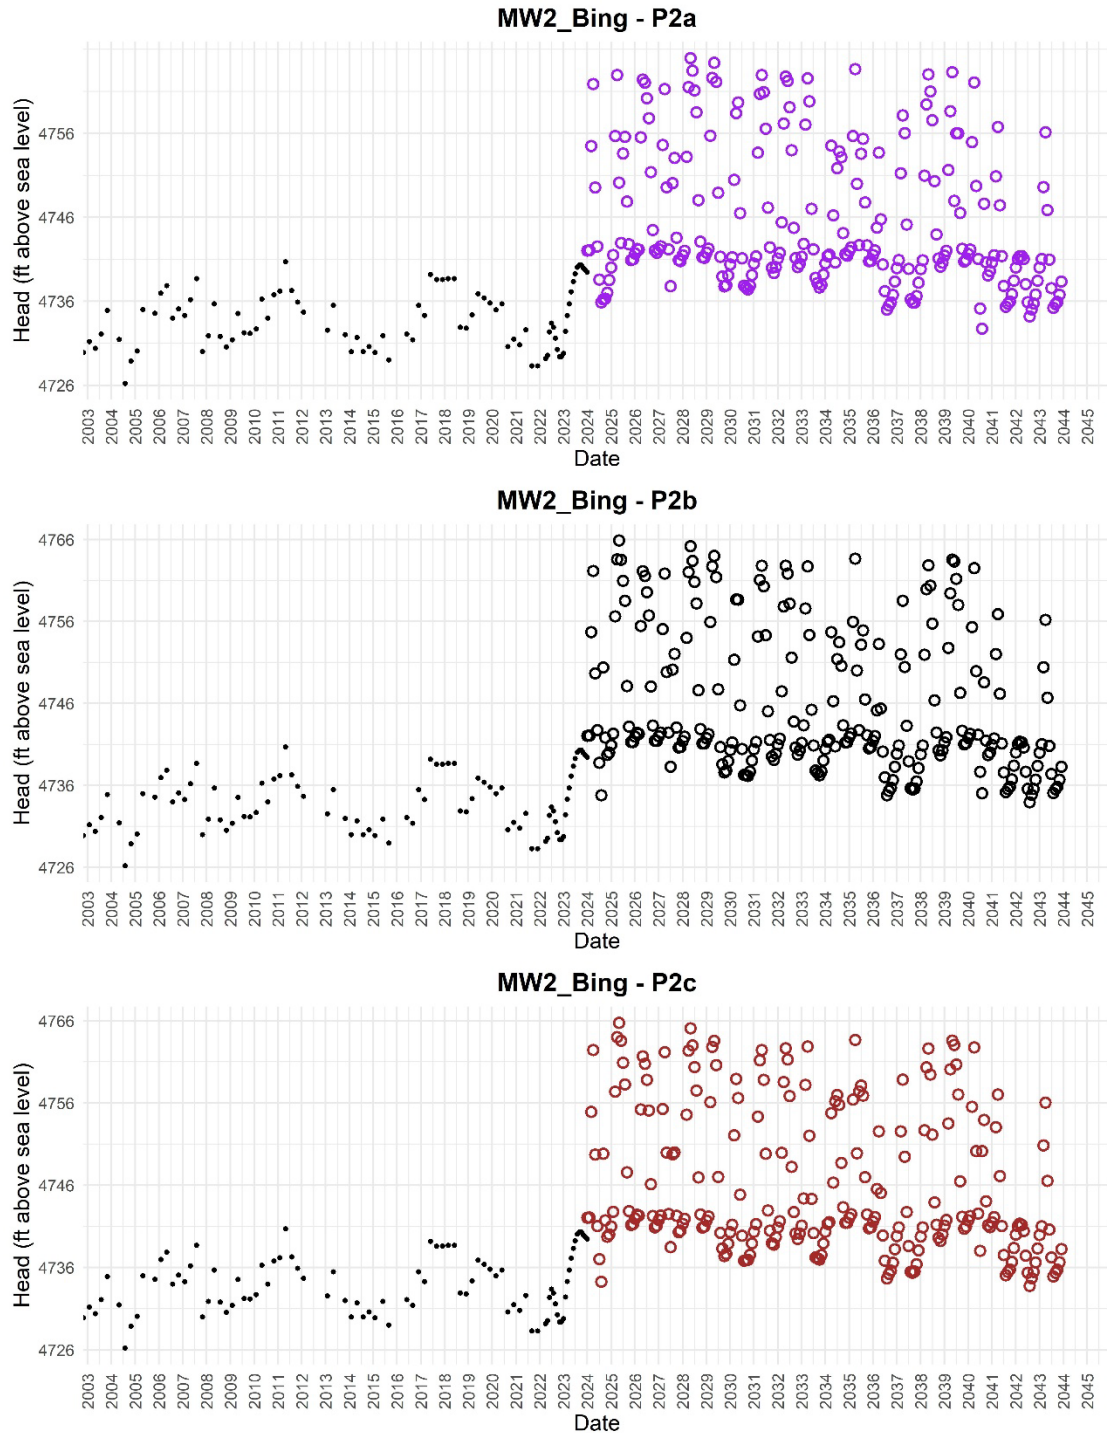 MW2_Bing - P2a
Head (ft above sea level)
4756
4746
4736
4726
2003 2004 2005 2006 2007 2008 2009 2010 2011 2012 2013 2014 2015 2016 2017 2018 2019 2020 2021 2022 2023 2024 2025 2026 2027 2028 2029 2030 2031 2032 2033 2034 2035 2036 2037 2038 2039 2040 2041 2042 2043 2044 2045
Date
MW2_Bing - P2b
Head (ft above sea level)
4766
4756
4746
4736
4726
2003 2004 2005 2006 2007 2008 2009 2010 2011 2012 2013 2014 2015 2016 2017 2018 2019 2020 2021 2022 2023 2024 2025 2026 2027 2028 2029 2030 2031 2032 2033 2034 2035 2036 2037 2038 2039 2040 2041 2042 2043 2044 2045
Date
MW2_Bing - P2c
Head (ft above sea level)
4766
4756
4746
4736
4726
2003 2004 2005 2006 2007 2008 2009 2010 2011 2012 2013 2014 2015 2016 2017 2018 2019 2020 2021 2022 2023 2024 2025 2026 2027 2028 2029 2030 2031 2032 2033 2034 2035 2036 2037 2038 2039 2040 2041 2042 2043 2044 2045
Date